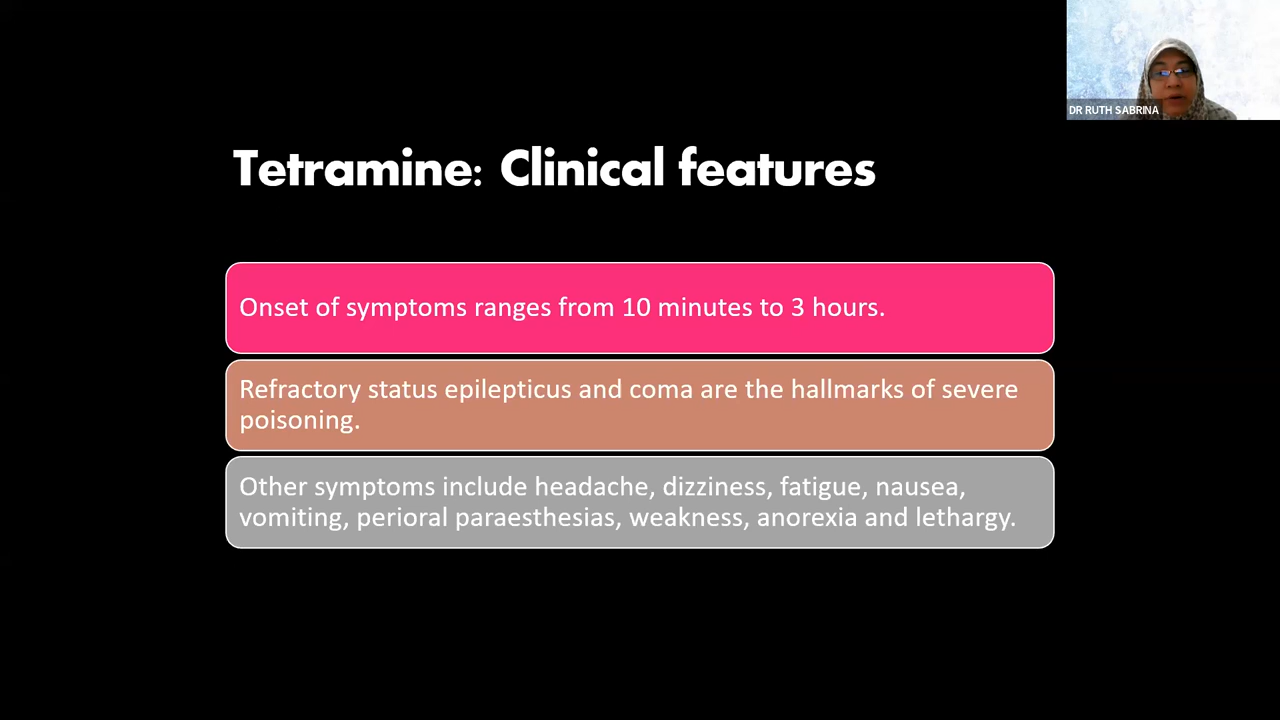 DR RUTH SABRINA
Tetramine: Clinical features
Onset of symptoms ranges from 10 minutes to 3 hours.
Refractory status epilepticus and coma are the hallmarks of severe
poisoning.
Other symptoms include headache, dizziness, fatigue, nausea,
vomiting, perioral paraesthesias, weakness, anorexia and lethargy.